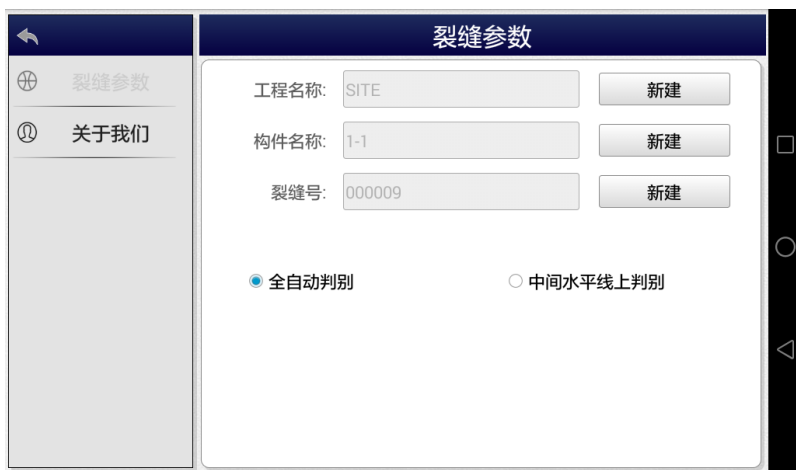 裂缝参数
裂缝参数
关于我们
工程名称: SITE 新建
构件名称: 1-1 新建
裂缝号: 000009 新建
全自动判别 中间水平线上判别